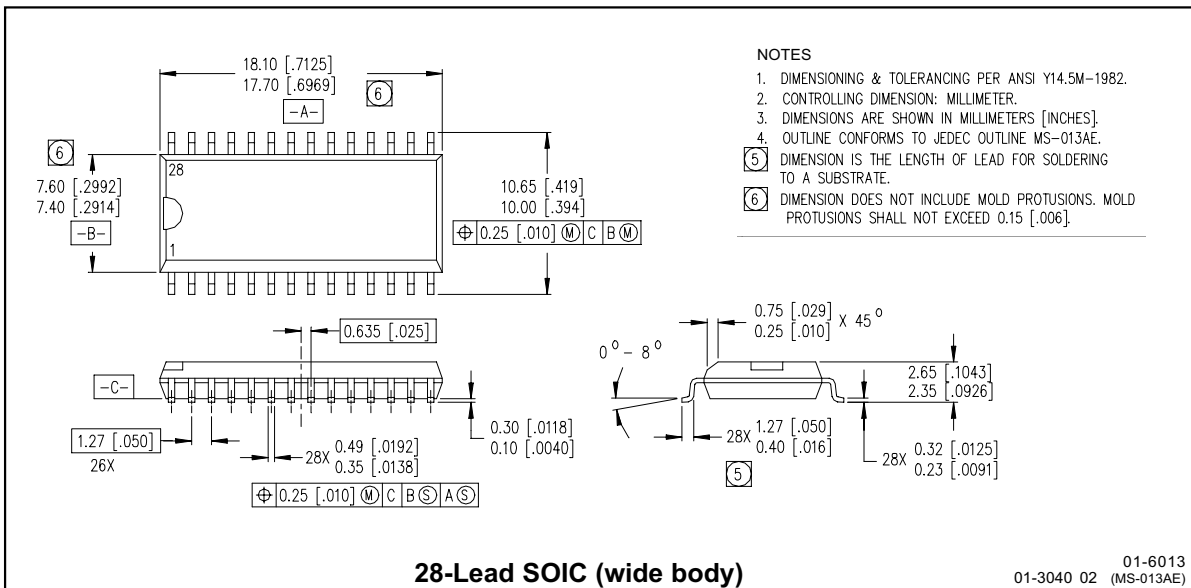 18.10 [.7125]
17.70 [.6969]
-A-
6
6
7.60 [.2992]
7.40 [.2914]
-B-
28
1
10.65 [.419]
10.00 [.394]
⌖ 0.25 [.010] Ⓜ C B Ⓜ
NOTES
1. DIMENSIONING & TOLERANCING PER ANSI Y14.5M-1982.
2. CONTROLLING DIMENSION: MILLIMETER.
3. DIMENSIONS ARE SHOWN IN MILLIMETERS [INCHES].
4. OUTLINE CONFORMS TO JEDEC OUTLINE MS-013AE.
5 DIMENSION IS THE LENGTH OF LEAD FOR SOLDERING
TO A SUBSTRATE.
6 DIMENSION DOES NOT INCLUDE MOLD PROTUSIONS. MOLD
PROTUSIONS SHALL NOT EXCEED 0.15 [.006].
0.635 [.025]
-C-
1.27 [.050]
26X
28X 0.49 [.0192]
0.35 [.0138]
⌖ 0.25 [.010] Ⓜ C B Ⓢ A Ⓢ
0.30 [.0118]
0.10 [.0040]
0.75 [.029]
0.25 [.010] X 45°
0° - 8°
2.65 [.1043]
2.35 [.0926]
28X 1.27 [.050]
0.40 [.016]
5
28X 0.32 [.0125]
0.23 [.0091]
28-Lead SOIC (wide body)
01-6013
01-3040 02 (MS-013AE)